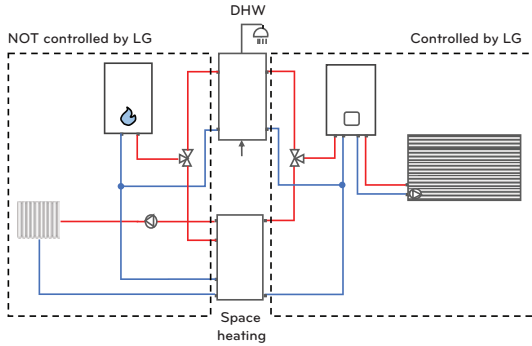 DHW
NOT controlled by LG
Controlled by LG
Space
heating